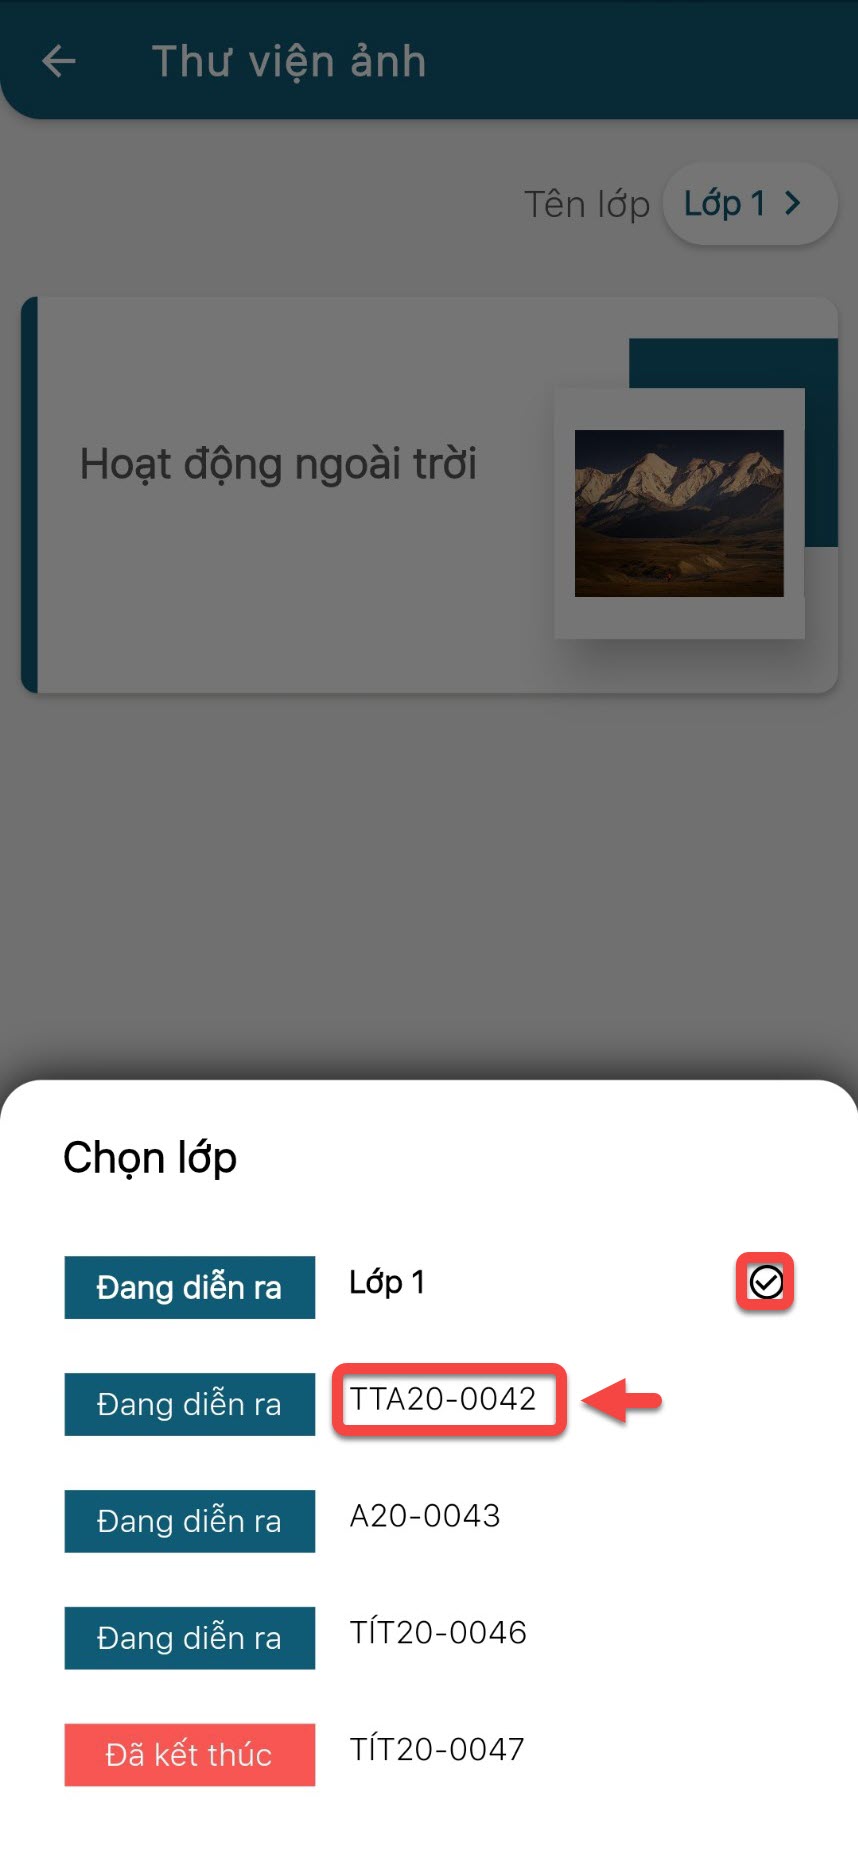 Thư viện ảnh
Tên lớp Lớp 1
Hoạt động ngoài trời
Chọn lớp
Đang diễn ra Lớp 1
Đang diễn ra TTA20-0042
Đang diễn ra A20-0043
Đang diễn ra TÍT20-0046
Đã kết thúc TÍT20-0047